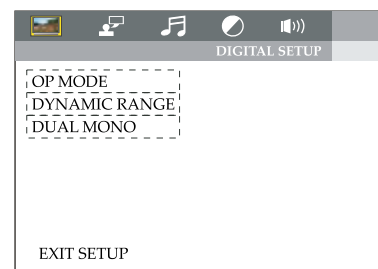 DIGITAL SETUP
OP MODE
DYNAMIC RANGE
DUAL MONO
EXIT SETUP